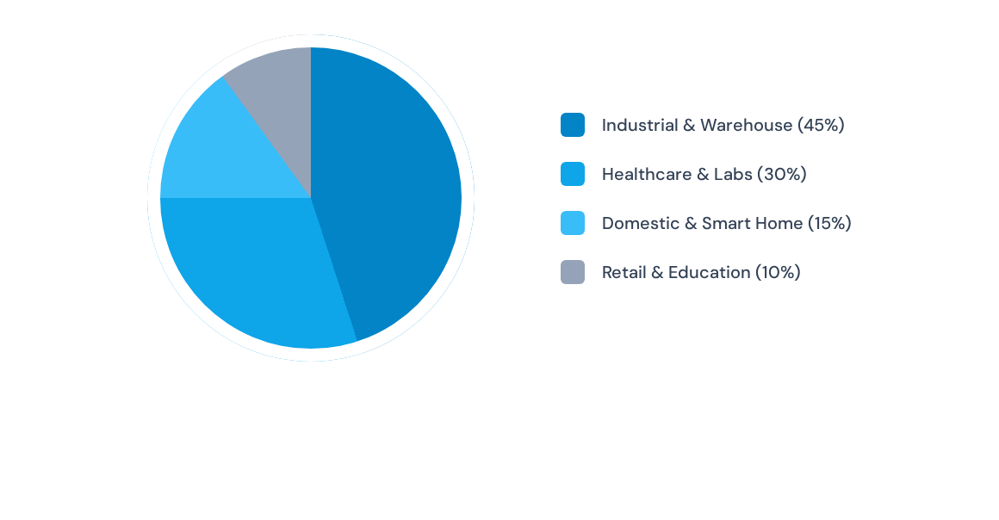 Industrial & Warehouse (45%)
Healthcare & Labs (30%)
Domestic & Smart Home (15%)
Retail & Education (10%)